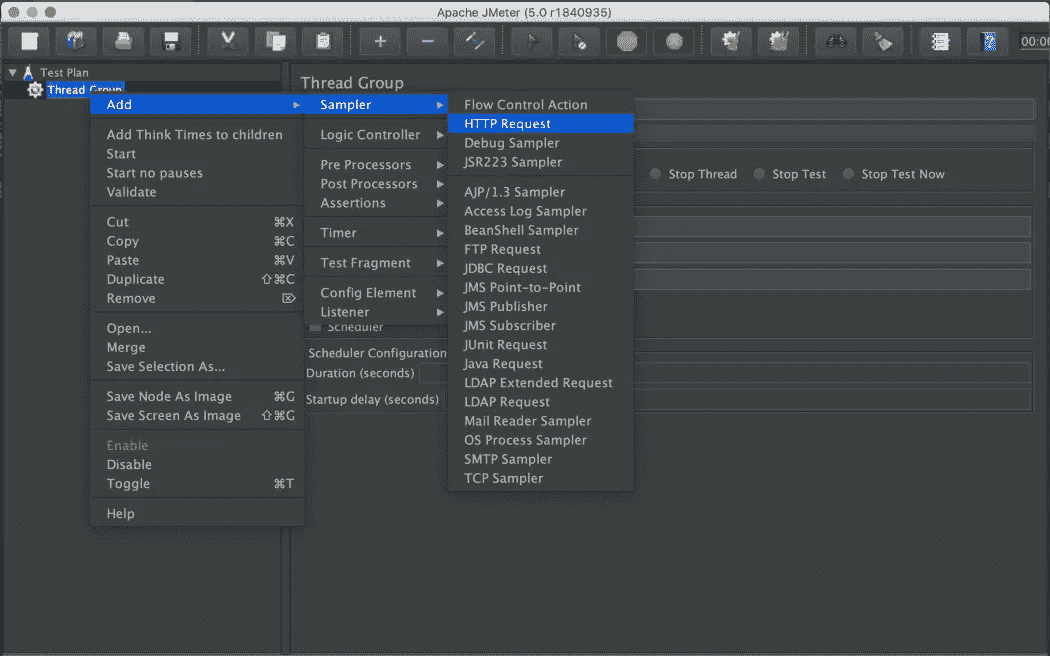 Apache JMeter (5.0 r1840935)
00:00
Test Plan
Thread Group
Thread Group
Add
Add Think Times to children
Start
Start no pauses
Validate
Cut ⌘X
Copy ⌘C
Paste ⌘V
Duplicate ⇧⌘C
Remove ⌦
Open...
Merge
Save Selection As...
Save Node As Image ⌘G
Save Screen As Image ⇧⌘G
Enable
Disable
Toggle ⌘T
Help
Sampler
Logic Controller
Pre Processors
Post Processors
Assertions
Timer
Test Fragment
Config Element
Listener
Flow Control Action
HTTP Request
Debug Sampler
JSR223 Sampler
AJP/1.3 Sampler
Access Log Sampler
BeanShell Sampler
FTP Request
JDBC Request
JMS Point-to-Point
JMS Publisher
JMS Subscriber
JUnit Request
Java Request
LDAP Extended Request
LDAP Request
Mail Reader Sampler
OS Process Sampler
SMTP Sampler
TCP Sampler
Stop Thread Stop Test Stop Test Now
Scheduler
Scheduler Configuration
Duration (seconds)
Startup delay (seconds)